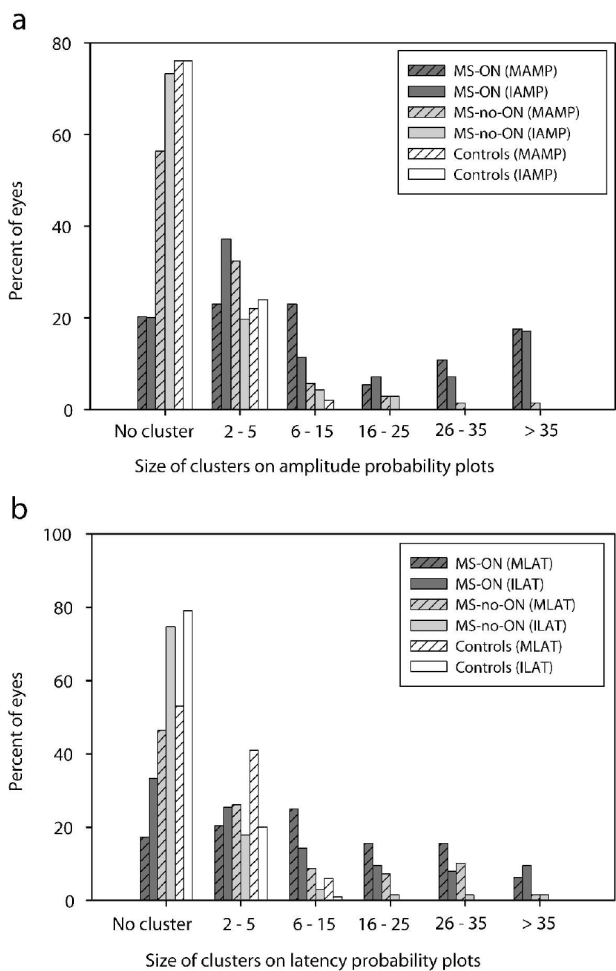 a
80
60
40
20
0
Percent of eyes
MS-ON (MAMP)
MS-ON (IAMP)
MS-no-ON (MAMP)
MS-no-ON (IAMP)
Controls (MAMP)
Controls (IAMP)
No cluster 2 - 5 6 - 15 16 - 25 26 - 35 > 35
Size of clusters on amplitude probability plots
b
100
80
60
40
20
0
Percent of eyes
MS-ON (MLAT)
MS-ON (ILAT)
MS-no-ON (MLAT)
MS-no-ON (ILAT)
Controls (MLAT)
Controls (ILAT)
No cluster 2 - 5 6 - 15 16 - 25 26 - 35 > 35
Size of clusters on latency probability plots